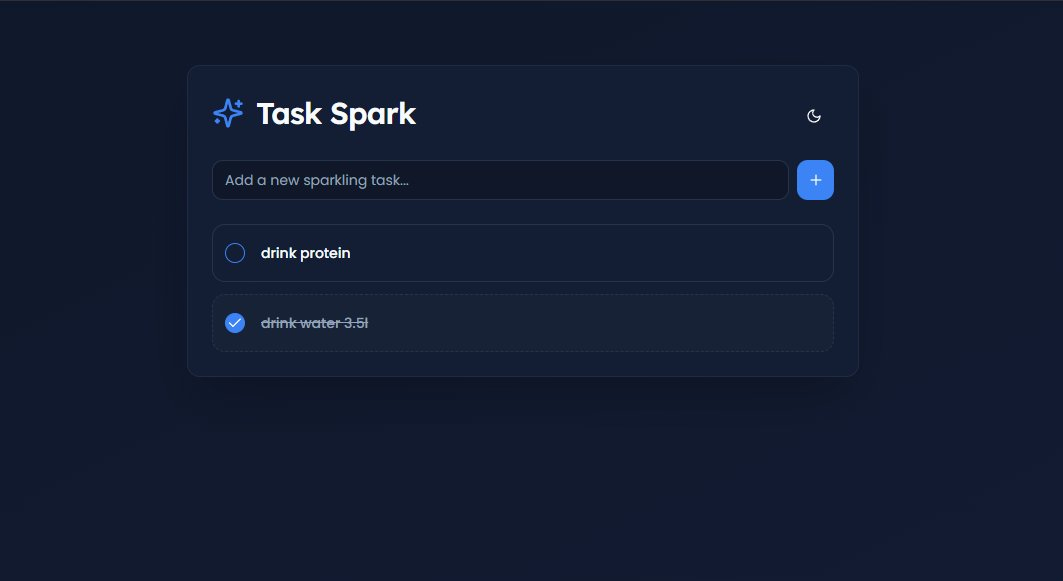 Task Spark
Add a new sparkling task...
drink protein
drink water 3.5l